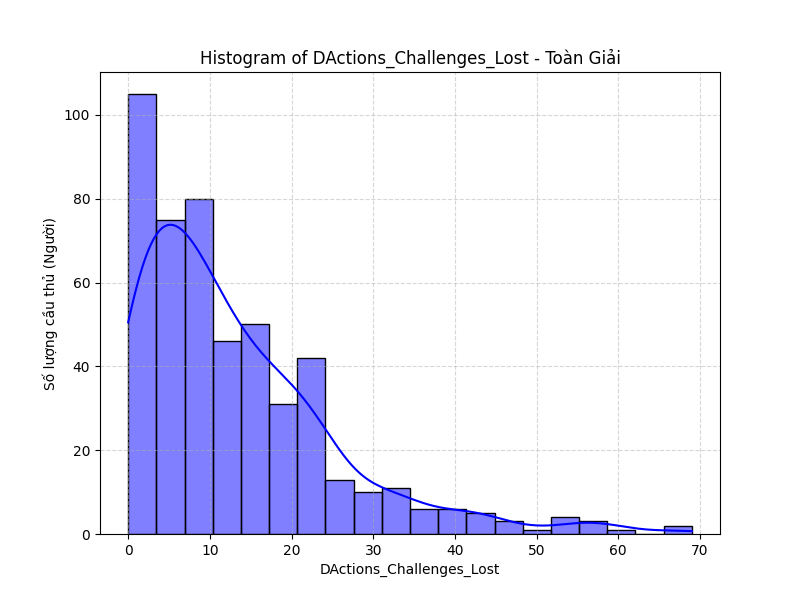 Histogram of DActions_Challenges_Lost - Toàn Giải
Số lượng cầu thủ (Người)
100
80
60
40
20
0
0 10 20 30 40 50 60 70
DActions_Challenges_Lost